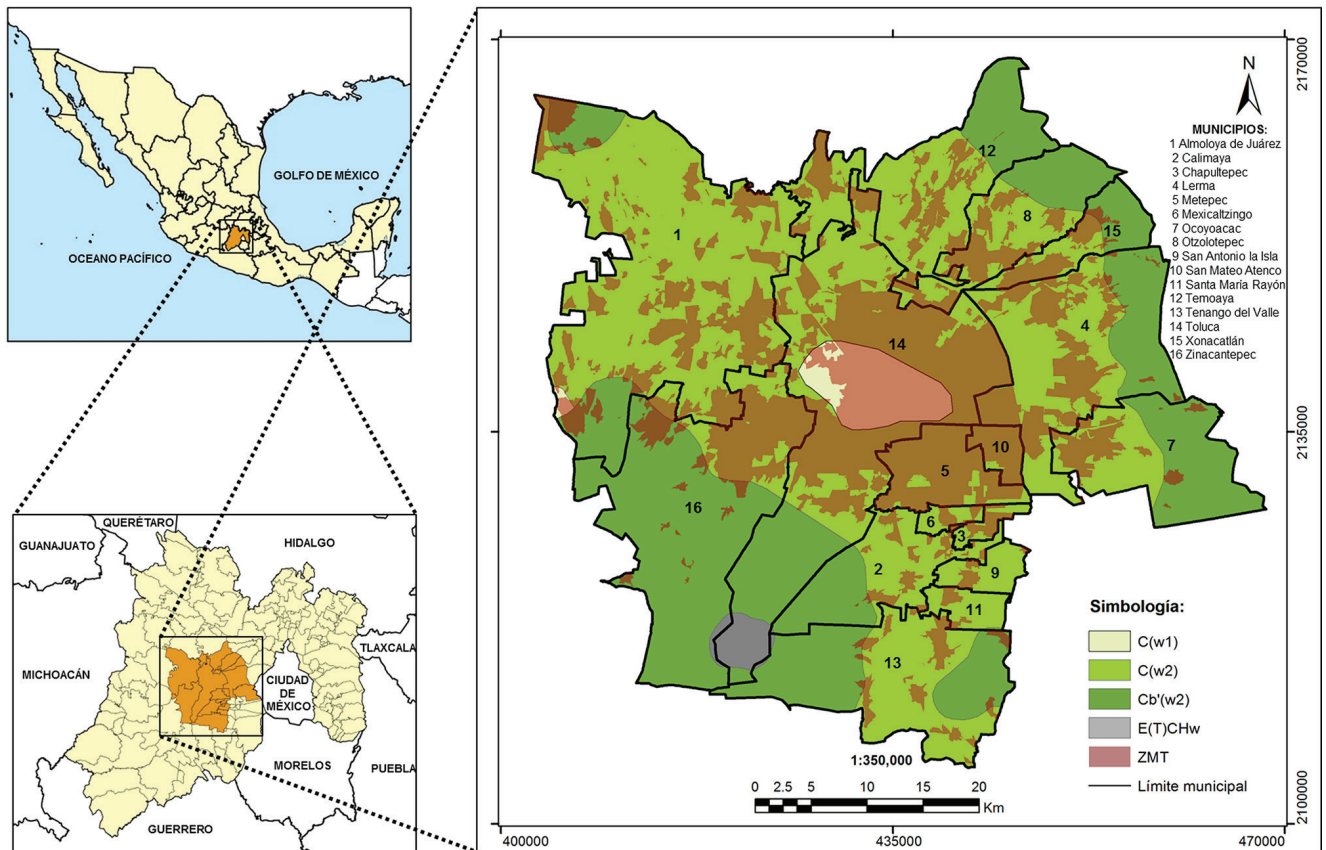 GOLFO DE MÉXICO
OCEANO PACÍFICO
QUERÉTARO
GUANAJUATO
HIDALGO
MICHOACÁN
TLAXCALA
CIUDAD
DE
MÉXICO
MORELOS
PUEBLA
GUERRERO
N
MUNICIPIOS:
1 Almoloya de Juárez
2 Calimaya
3 Chapultepec
4 Lerma
5 Metepec
6 Mexicaltzingo
7 Ocoyoacac
8 Otzolotepec
9 San Antonio la Isla
10 San Mateo Atenco
11 Santa María Rayón
12 Temoaya
13 Tenango del Valle
14 Toluca
15 Xonacatlán
16 Zinacantepec
12
8
15
1
4
14
7
10
5
16
6
3
2
9
11
13
Simbología:
C(w1)
C(w2)
Cb'(w2)
E(T)CHw
ZMT
Límite municipal
1:350,000
0 2.5 5 10 15 20
Km
400000
435000
470000
2170000
2135000
2100000